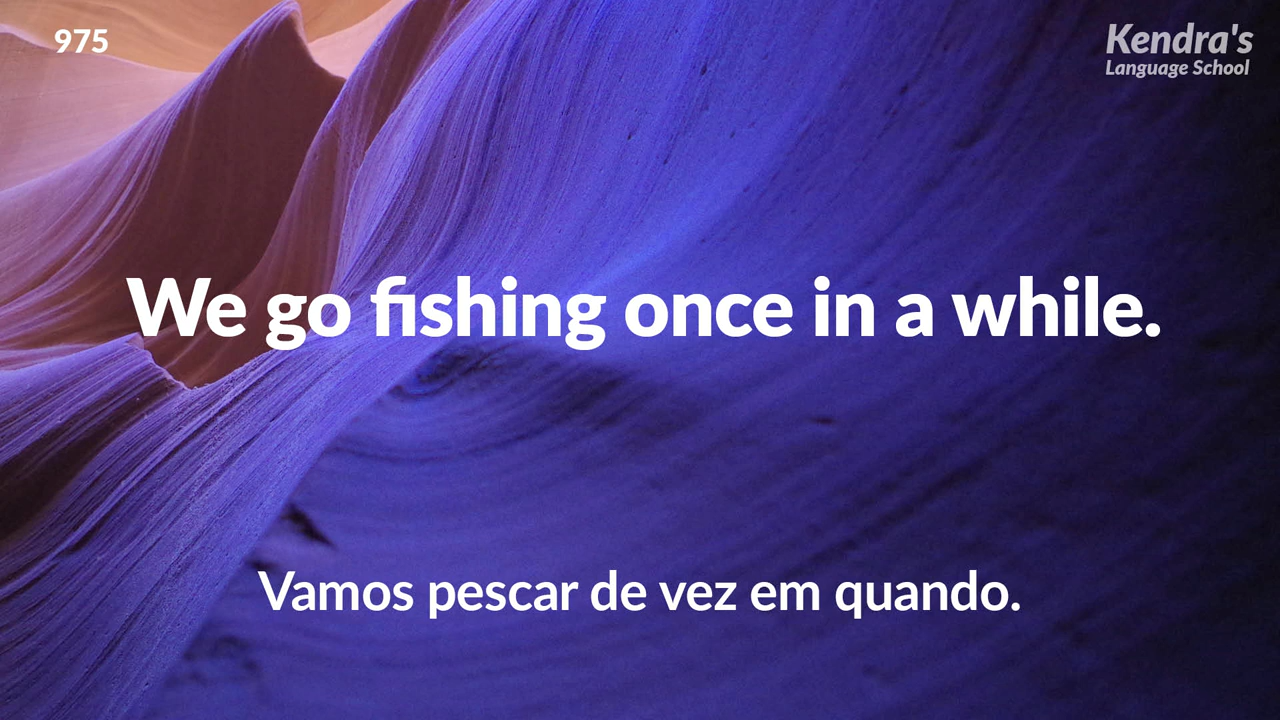 975
Kendra's
Language School
We go fishing once in a while.
Vamos pescar de vez em quando.